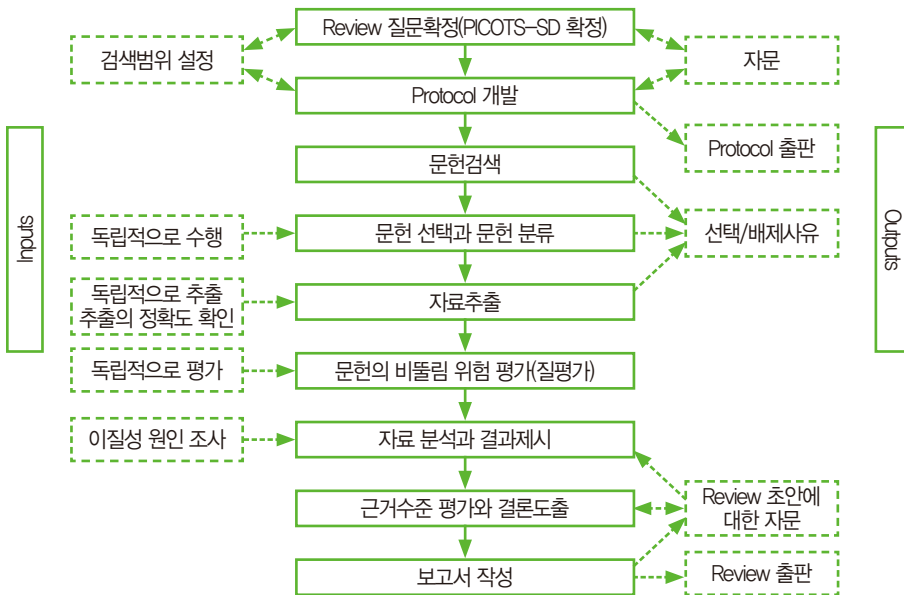 Review 질문확정(PICOTS-SD 확정)
검색범위 설정
자문
Protocol 개발
Protocol 출판
Inputs
문헌검색
Outputs
독립적으로 수행
문헌 선택과 문헌 분류
선택/배제사유
독립적으로 추출
추출의 정확도 확인
자료추출
독립적으로 평가
문헌의 비뚤림 위험 평가(질평가)
이질성 원인 조사
자료 분석과 결과제시
근거수준 평가와 결론도출
Review 초안에
대한 자문
보고서 작성
Review 출판